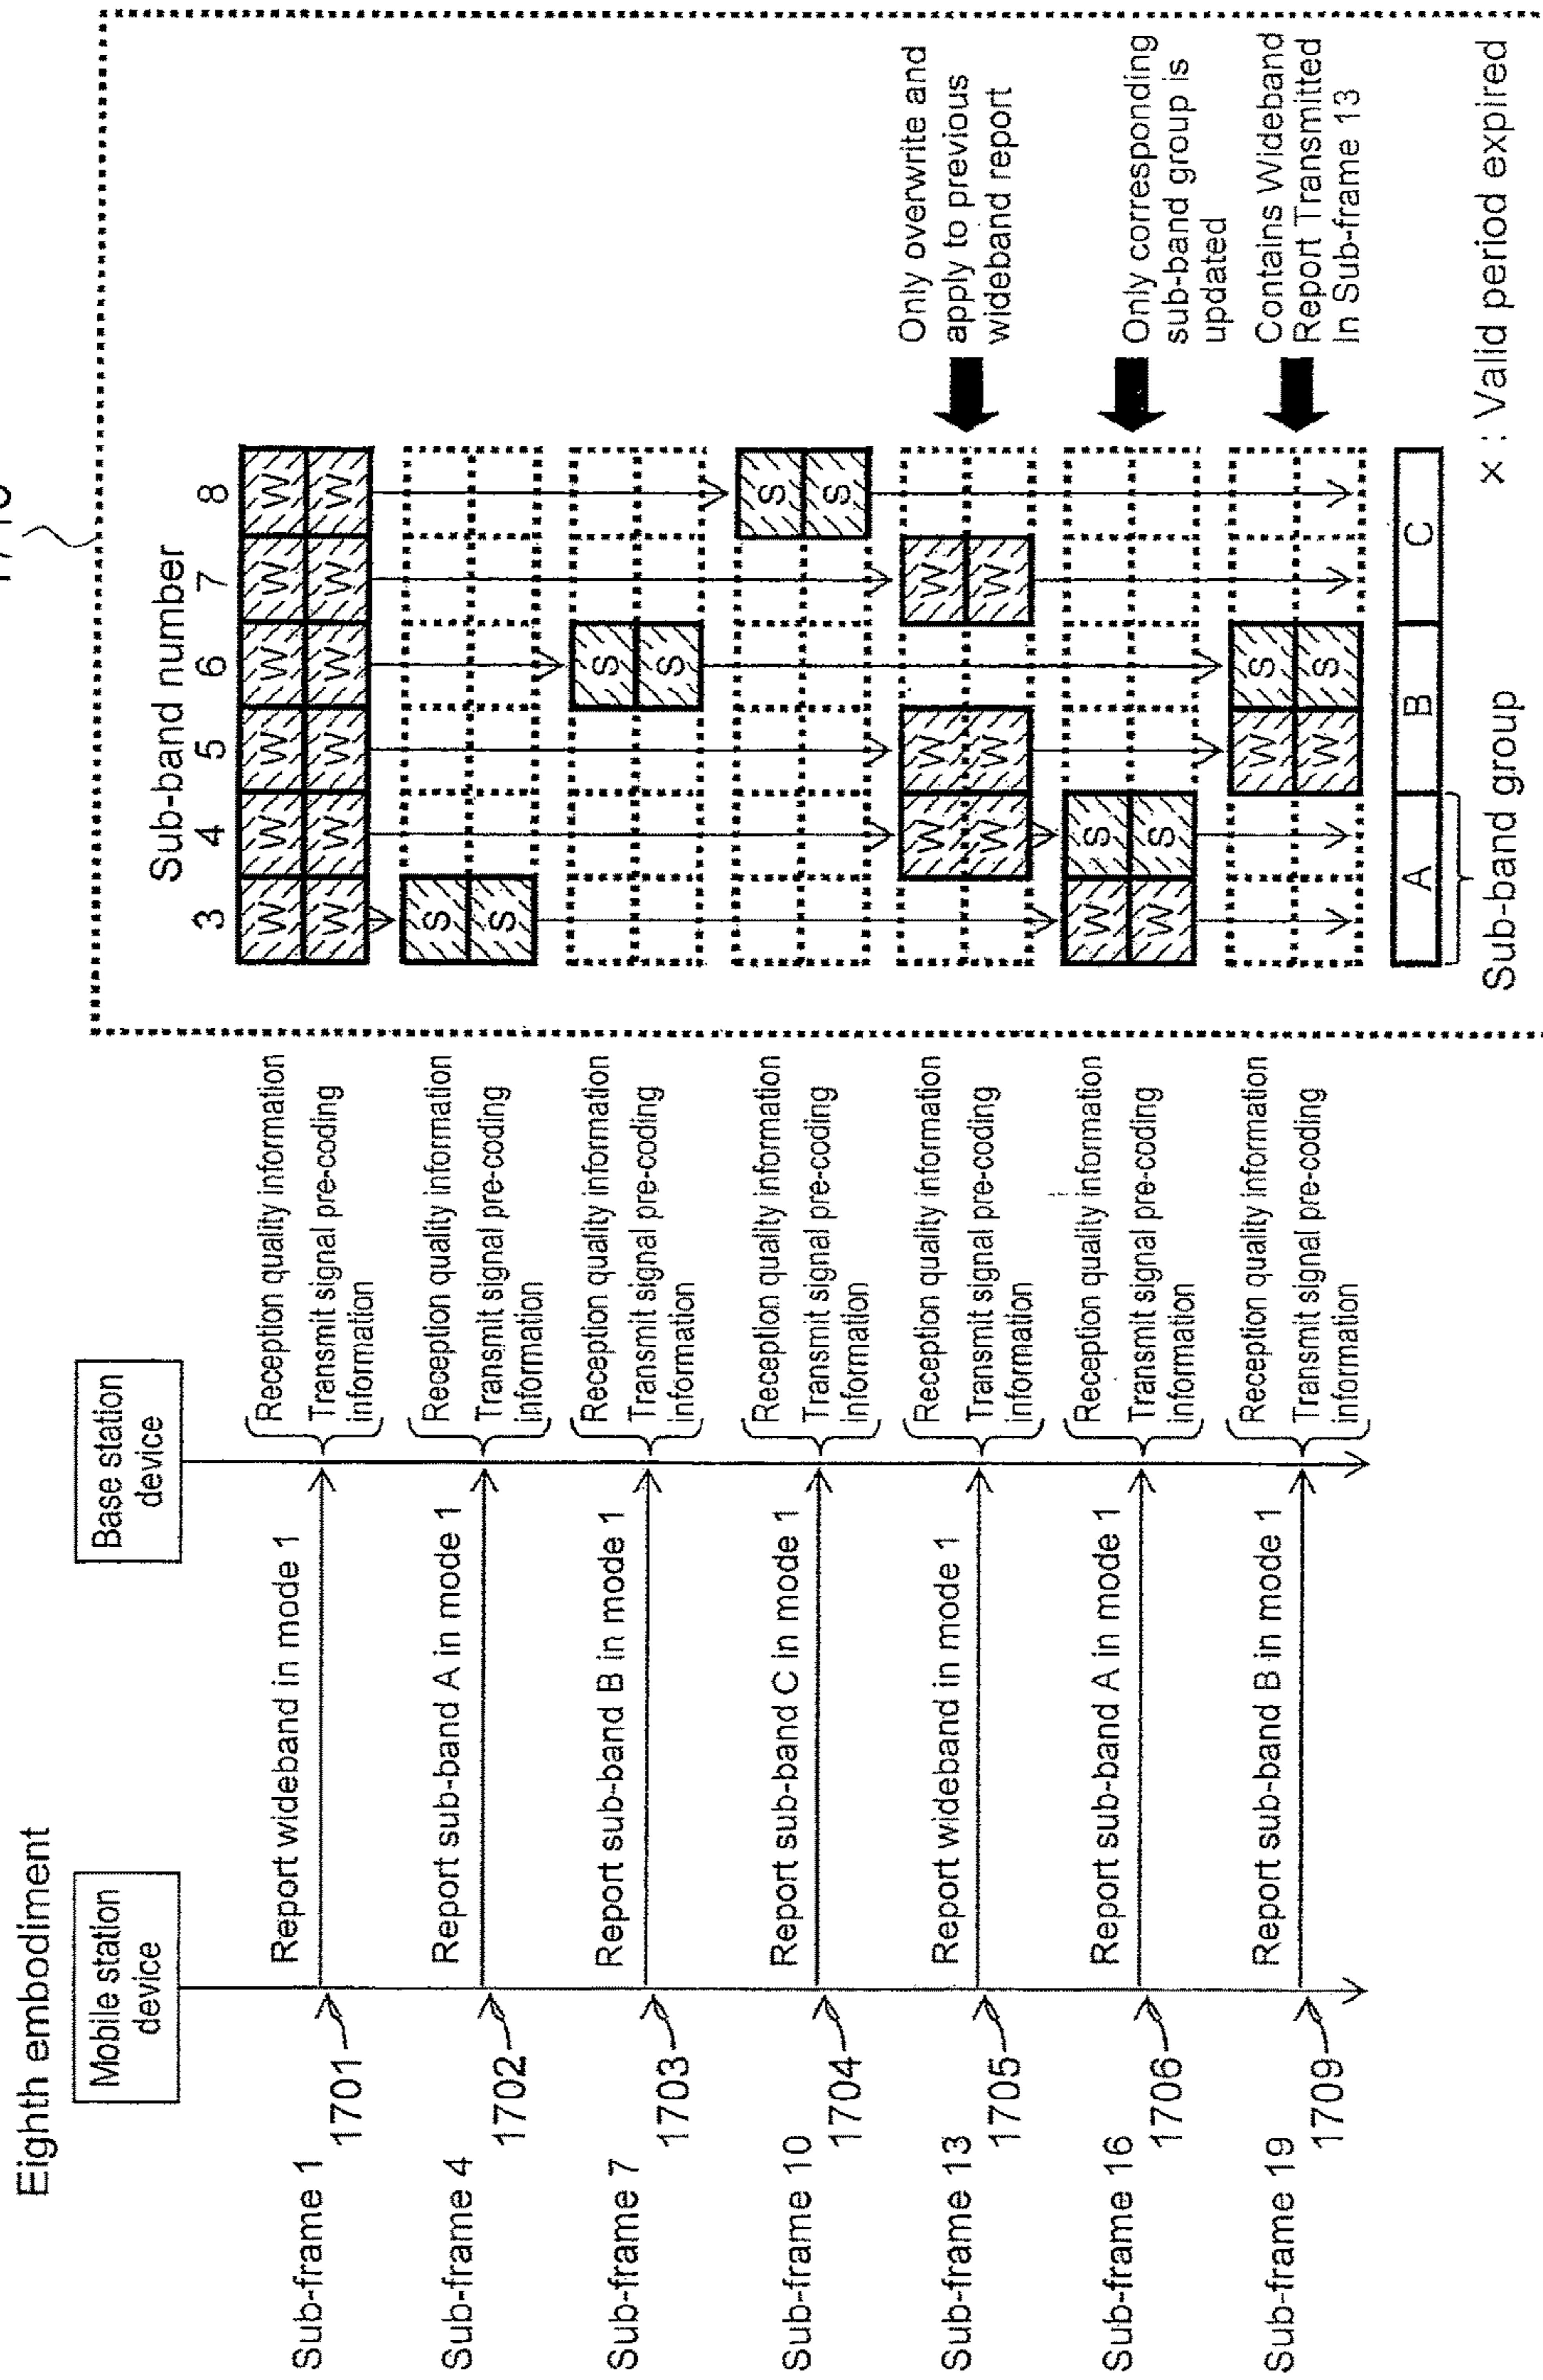 Eighth embodiment
Mobile station
device
Base station
device
Sub-frame 1
1701
Report wideband in mode 1
Reception quality information
Transmit signal pre-coding
information
Sub-frame 4
1702
Report sub-band A in mode 1
Reception quality information
Transmit signal pre-coding
information
Sub-frame 7
1703
Report sub-band B in mode 1
Reception quality information
Transmit signal pre-coding
information
Sub-frame 10
1704
Report sub-band C in mode 1
Reception quality information
Transmit signal pre-coding
information
Sub-frame 13
1705
Report wideband in mode 1
Reception quality information
Transmit signal pre-coding
information
Sub-frame 16
1706
Report sub-band A in mode 1
Reception quality information
Transmit signal pre-coding
information
Sub-frame 19
1709
Report sub-band B in mode 1
Reception quality information
Transmit signal pre-coding
information
Sub-band number
3 4 5 6 7 8
W W W W W W
W W W W W W
S
S
S
S
S
S
W W W
W W W
W S
W S
W S
W S
A B C
Sub-band group
Only overwrite and
apply to previous
wideband report
Only corresponding
sub-band group is
updated
Contains Wideband
Report Transmitted
in Sub-frame 13
× : Valid period expired